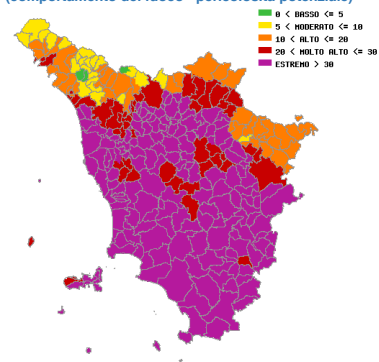 (comportamento del fuoco - pericolosità potenziale)
0 < BASSO <= 5
5 < MODERATO <= 10
10 < ALTO <= 20
20 < MOLTO ALTO <= 30
ESTREMO > 30